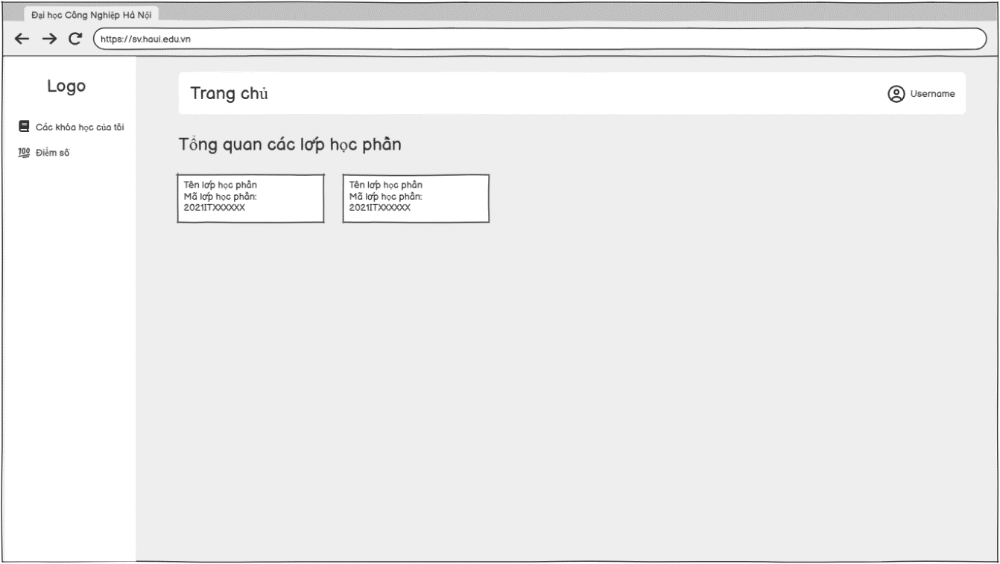 Đại học Công Nghiệp Hà Nội
https://sv.haui.edu.vn
Logo
Các khóa học của tôi
100 Điểm số
Trang chủ
Username
Tổng quan các lớp học phần
Tên lớp học phần
Mã lớp học phần:
2021ITXXXXXX
Tên lớp học phần
Mã lớp học phần:
2021ITXXXXXX